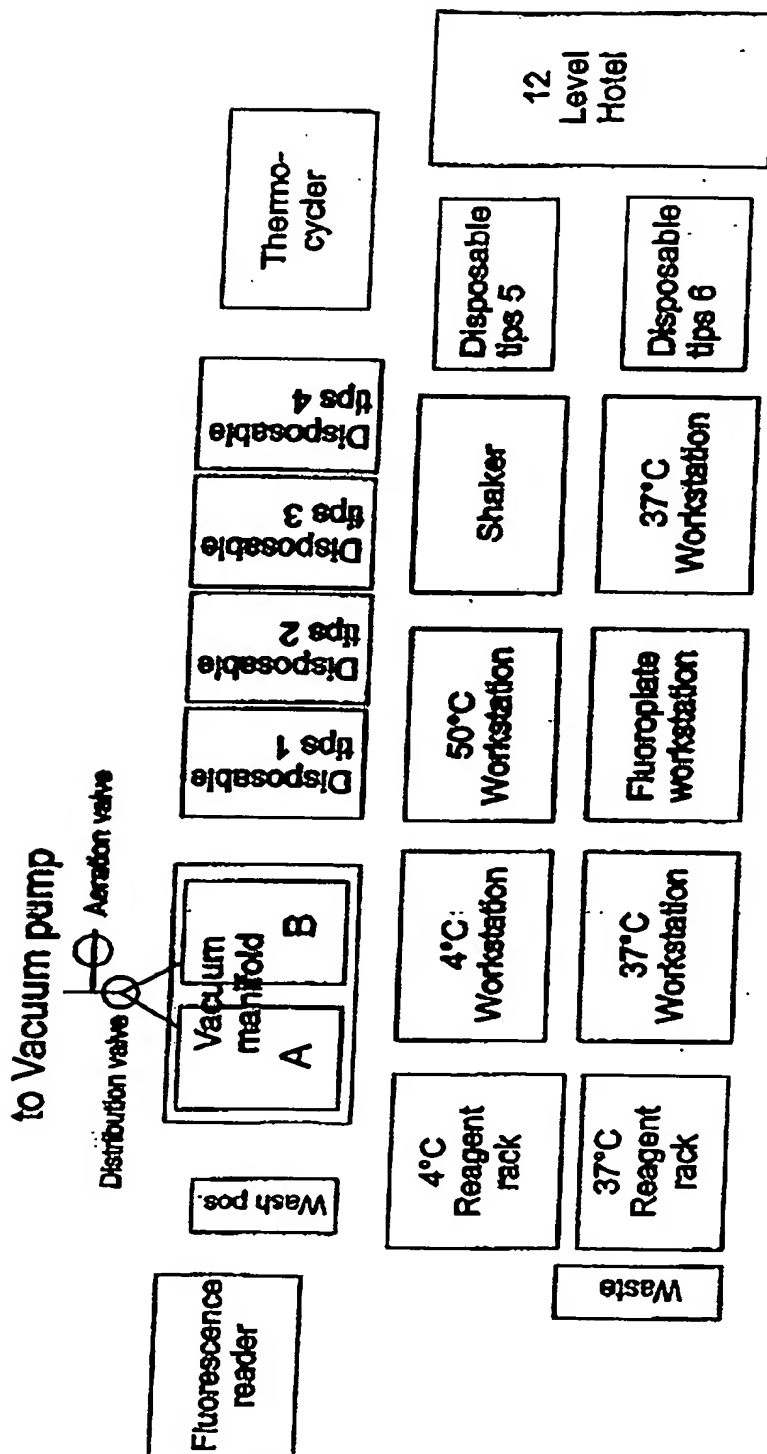 to Vacuum pump
Aeration valve
Distribution valve
Vacuum
manifold
A
B
Fluorescence
reader
Wash pos.
Disposable
tips 1
Disposable
tips 2
Disposable
tips 3
Disposable
tips 4
Thermo-
cycler
4°C
Reagent
rack
4°C
Workstation
50°C
Workstation
Shaker
Disposable
tips 5
12
Level
Hotel
Waste
37°C
Reagent
rack
37°C
Workstation
Fluoroplate
workstation
37°C
Workstation
Disposable
tips 6